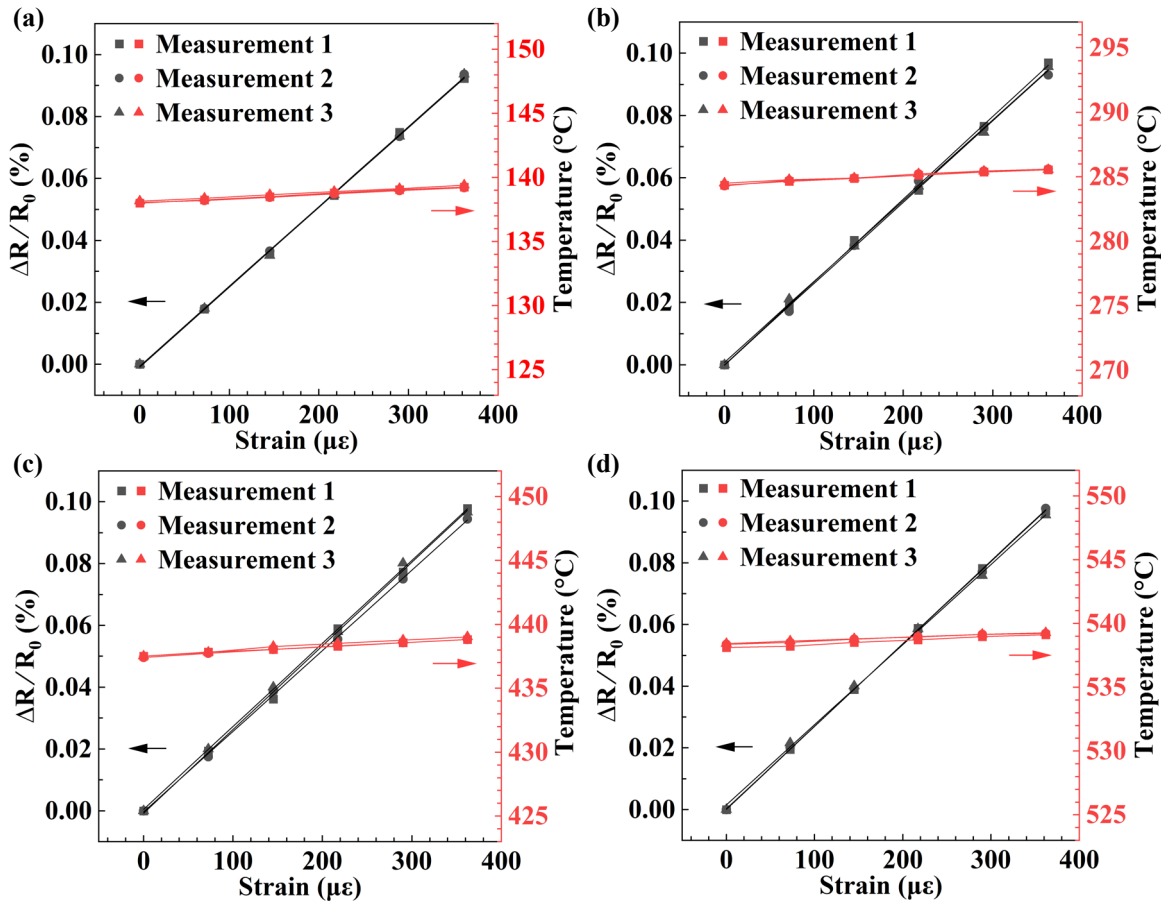 (a)
Measurement 1
Measurement 2
Measurement 3
0.10
0.08
0.06
0.04
0.02
0.00
ΔR/R0 (%)
150
145
140
135
130
125
Temperature (°C)
0 100 200 300 400
Strain (με)
(b)
Measurement 1
Measurement 2
Measurement 3
0.10
0.08
0.06
0.04
0.02
0.00
ΔR/R0 (%)
295
290
285
280
275
270
Temperature (°C)
0 100 200 300 400
Strain (με)
(c)
Measurement 1
Measurement 2
Measurement 3
0.10
0.08
0.06
0.04
0.02
0.00
ΔR/R0 (%)
450
445
440
435
430
425
Temperature (°C)
0 100 200 300 400
Strain (με)
(d)
Measurement 1
Measurement 2
Measurement 3
0.10
0.08
0.06
0.04
0.02
0.00
ΔR/R0 (%)
550
545
540
535
530
525
Temperature (°C)
0 100 200 300 400
Strain (με)